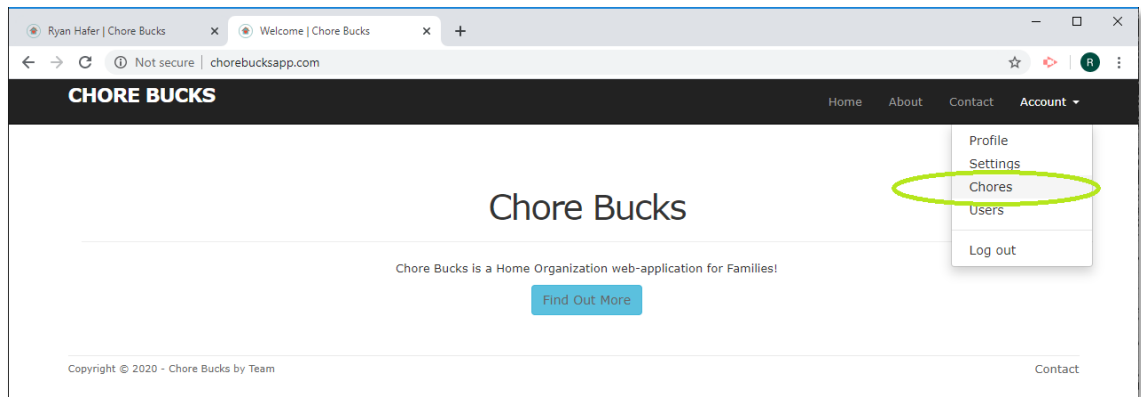 Ryan Hafer | Chore Bucks
Welcome | Chore Bucks
Not secure | chorebucksapp.com
R
CHORE BUCKS
Home About Contact Account
Profile
Settings
Chores
Users
Log out
Chore Bucks
Chore Bucks is a Home Organization web-application for Families!
Find Out More
Copyright © 2020 - Chore Bucks by Team
Contact